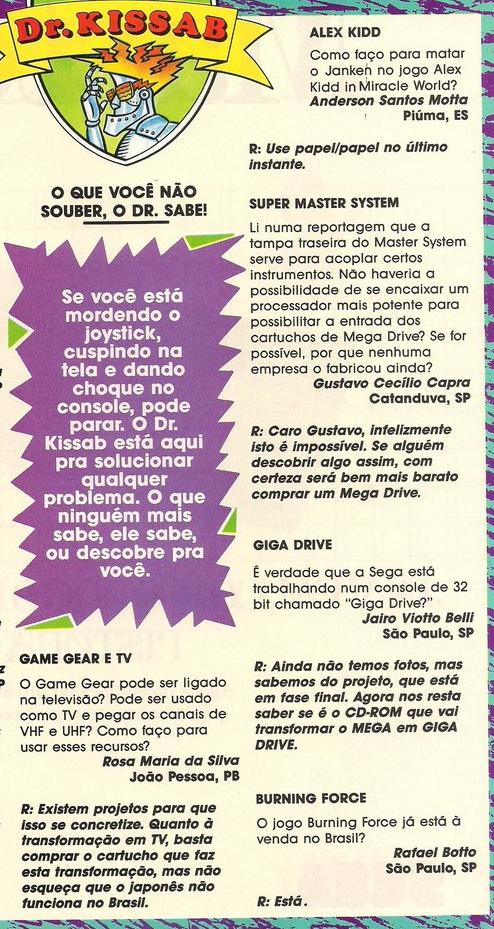 Dr. KISSAB
O QUE VOCÊ NÃO
SOUBER, O DR. SABE!
Se você está
mordendo o
joystick,
cuspindo na
tela e dando
choque no
console, pode
parar. O Dr.
Kissab está aqui
pra solucionar
qualquer
problema. O que
ninguém mais
sabe, ele sabe,
ou descobre pra
você.
GAME GEAR E TV
O Game Gear pode ser ligado
na televisão? Pode ser usado
como TV e pegar os canais de
VHF e UHF? Como faço para
usar esses recursos?
Rosa Maria da Silva
João Pessoa, PB
R: Existem projetos para que
isso se concretize. Quanto à
transformação em TV, basta
comprar o cartucho que faz
esta transformação, mas não
esqueça que o japonês não
funciona no Brasil.
ALEX KIDD
Como faço para matar
o Janken no jogo Alex
Kidd in Miracle World?
Anderson Santos Motta
Piúma, ES
R: Use papel/papel no último
instante.
SUPER MASTER SYSTEM
Li numa reportagem que a
tampa traseira do Master System
serve para acoplar certos
instrumentos. Não haveria a
possibilidade de se encaixar um
processador mais potente para
possibilitar a entrada dos
cartuchos de Mega Drive? Se for
possível, por que nenhuma
empresa o fabricou ainda?
Gustavo Cecílio Capra
Catanduva, SP
R: Caro Gustavo, infelizmente
isto é impossível. Se alguém
descobrir algo assim, com
certeza será bem mais barato
comprar um Mega Drive.
GIGA DRIVE
É verdade que a Sega está
trabalhando num console de 32
bit chamado "Giga Drive?"
Jairo Viotto Belli
São Paulo, SP
R: Ainda não temos fotos, mas
sabemos do projeto, que está
em fase final. Agora nos resta
saber se é o CD-ROM que vai
transformar o MEGA em GIGA
DRIVE.
BURNING FORCE
O jogo Burning Force já está à
venda no Brasil?
Rafael Botto
São Paulo, SP
R: Está.